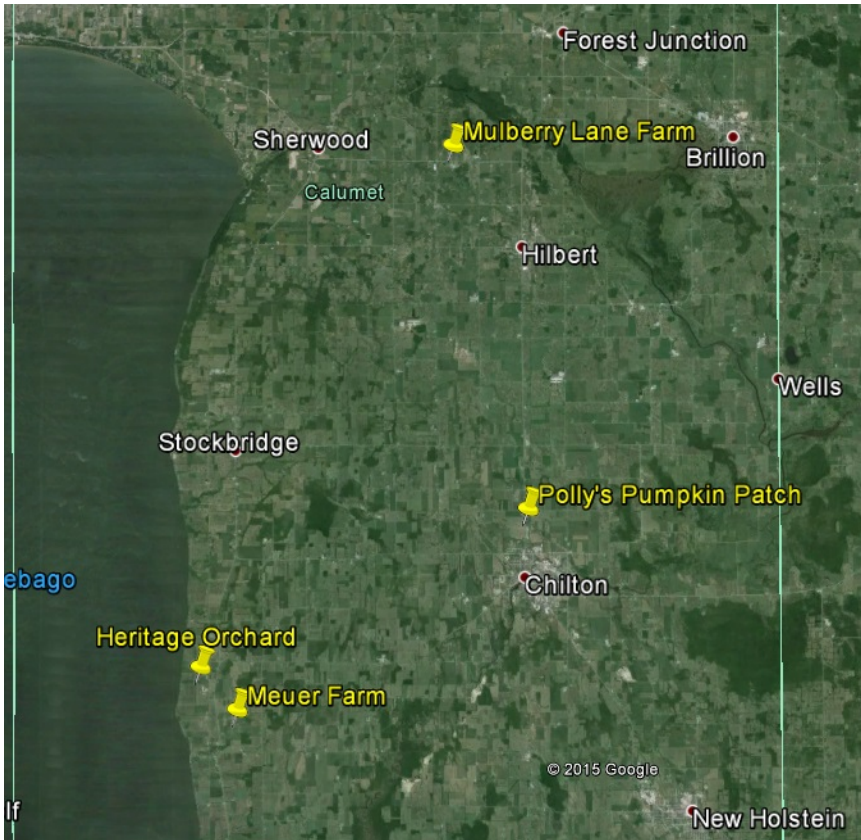 Forest Junction
Sherwood
Mulberry Lane Farm
Brillion
Calumet
Hilbert
Wells
Stockbridge
Polly's Pumpkin Patch
ebago
Chilton
Heritage Orchard
Meuer Farm
© 2015 Google
lf
New Holstein